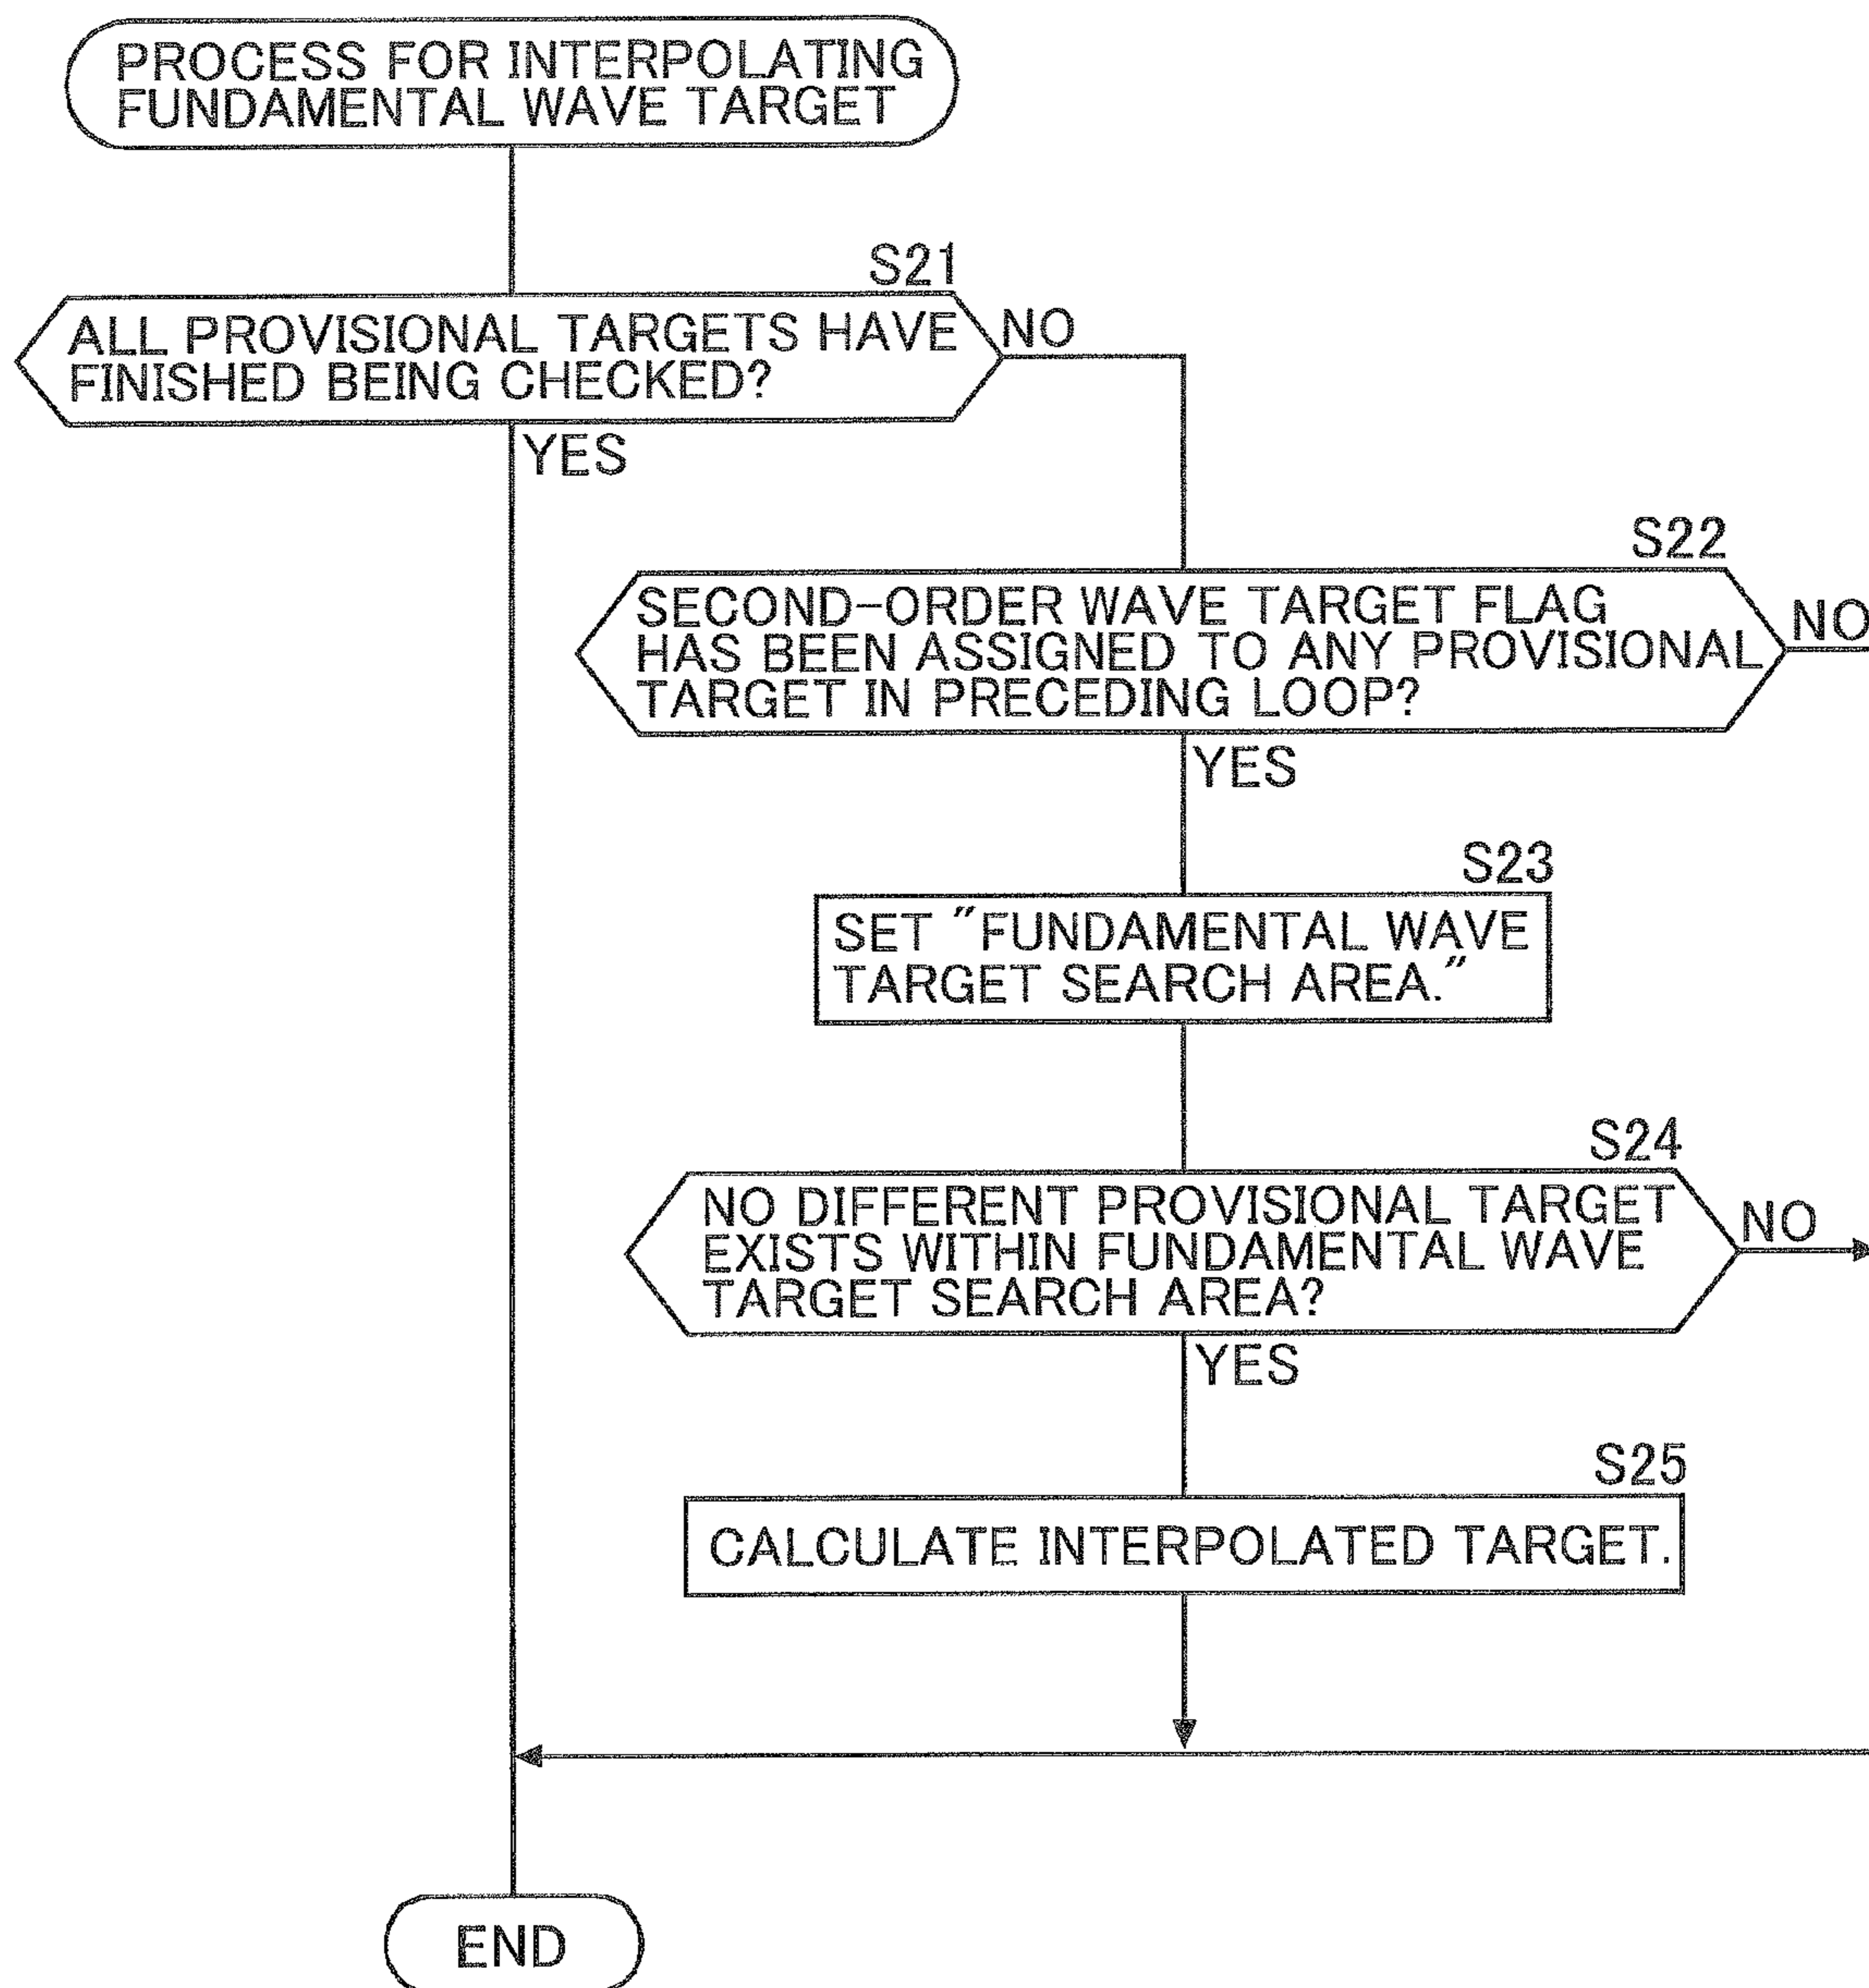 PROCESS FOR INTERPOLATING
FUNDAMENTAL WAVE TARGET
S21
ALL PROVISIONAL TARGETS HAVE
FINISHED BEING CHECKED?
NO
YES
S22
SECOND-ORDER WAVE TARGET FLAG
HAS BEEN ASSIGNED TO ANY PROVISIONAL
TARGET IN PRECEDING LOOP?
NO
YES
S23
SET "FUNDAMENTAL WAVE
TARGET SEARCH AREA."
S24
NO DIFFERENT PROVISIONAL TARGET
EXISTS WITHIN FUNDAMENTAL WAVE
TARGET SEARCH AREA?
NO
YES
S25
CALCULATE INTERPOLATED TARGET.
END